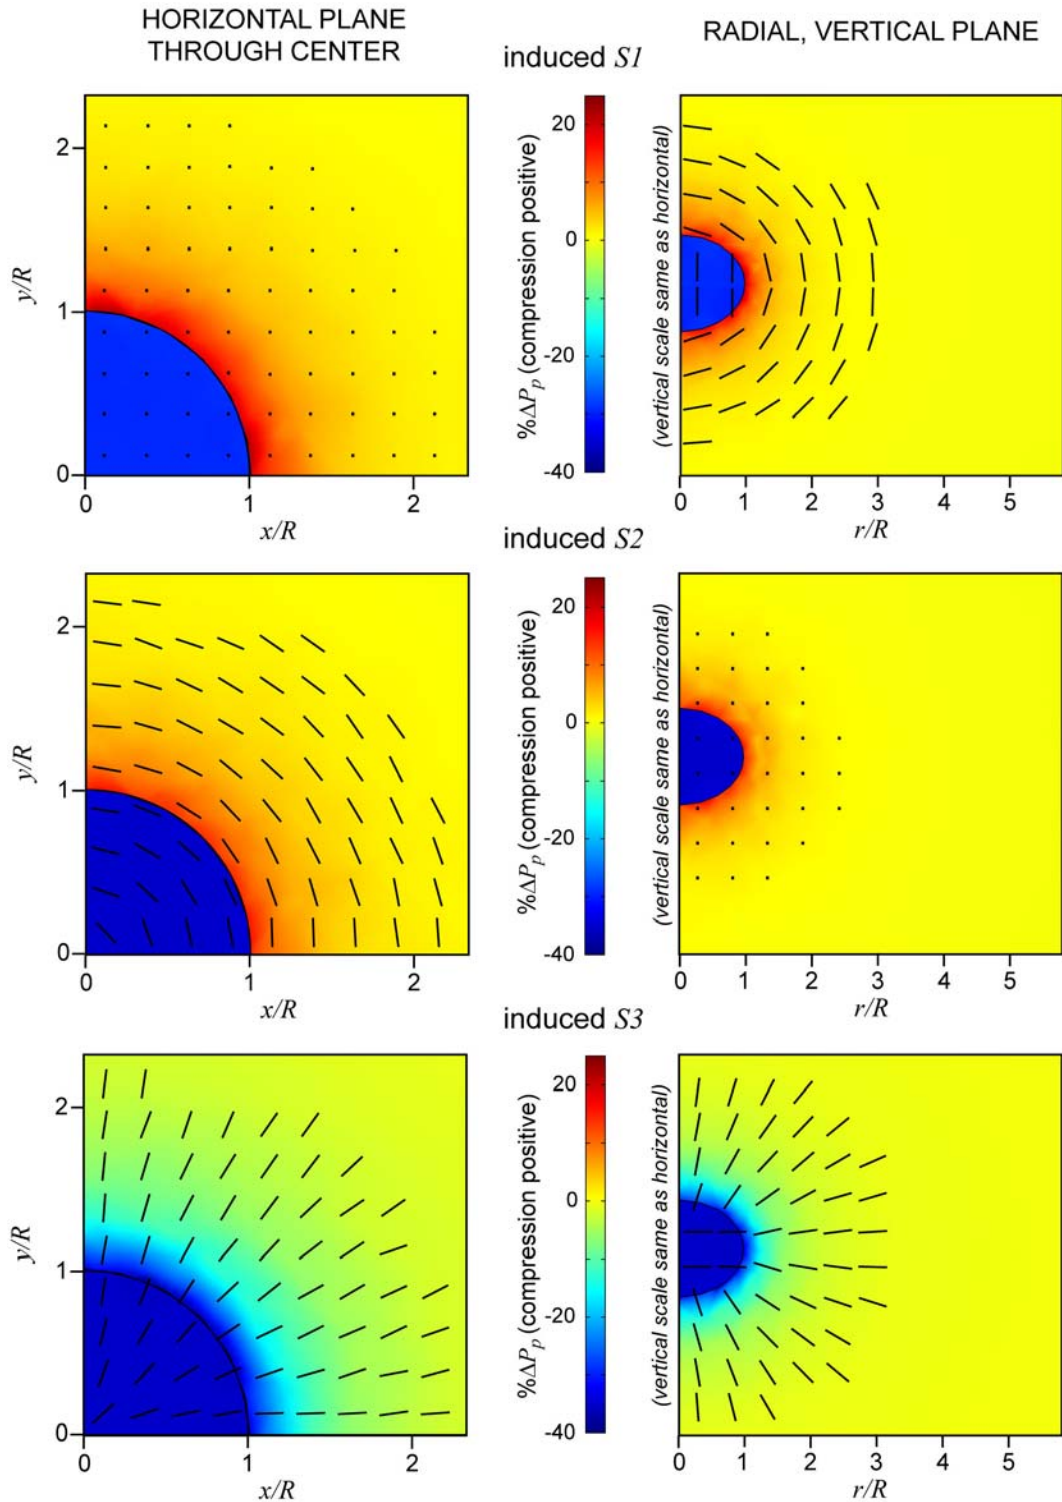 HORIZONTAL PLANE
THROUGH CENTER
RADIAL, VERTICAL PLANE
induced S1
2
1
0
y/R
0
1
2
x/R
%ΔPp (compression positive)
20
0
-20
-40
(vertical scale same as horizontal)
0
1
2
3
4
5
r/R
induced S2
2
1
0
y/R
0
1
2
x/R
%ΔPp (compression positive)
20
0
-20
-40
(vertical scale same as horizontal)
0
1
2
3
4
5
r/R
induced S3
2
1
0
y/R
0
1
2
x/R
%ΔPp (compression positive)
20
0
-20
-40
(vertical scale same as horizontal)
0
1
2
3
4
5
r/R